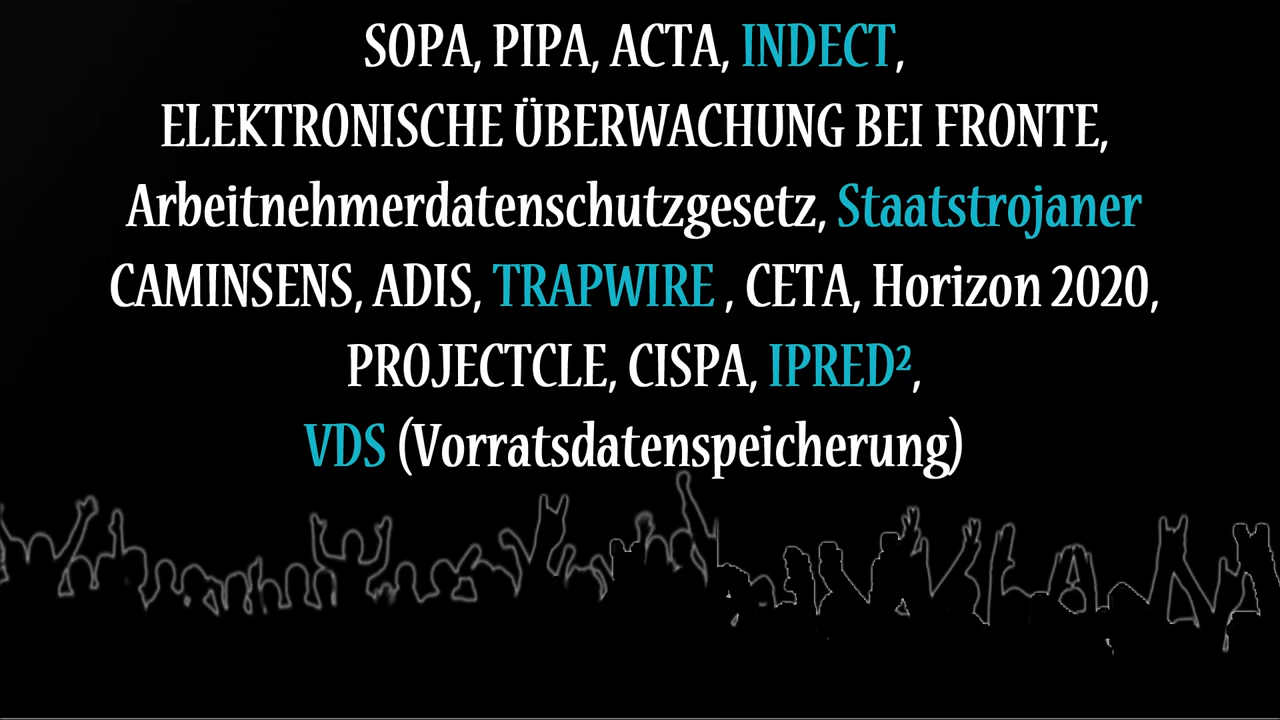 SOPA, PIPA, ACTA, INDECT,
ELEKTRONISCHE ÜBERWACHUNG BEI FRONTE,
Arbeitnehmerdatenschutzgesetz, Staatstrojaner
CAMINSENS, ADIS, TRAPWIRE , CETA, Horizon 2020,
PROJECTCLE, CISPA, IPRED²,
VDS (Vorratsdatenspeicherung)